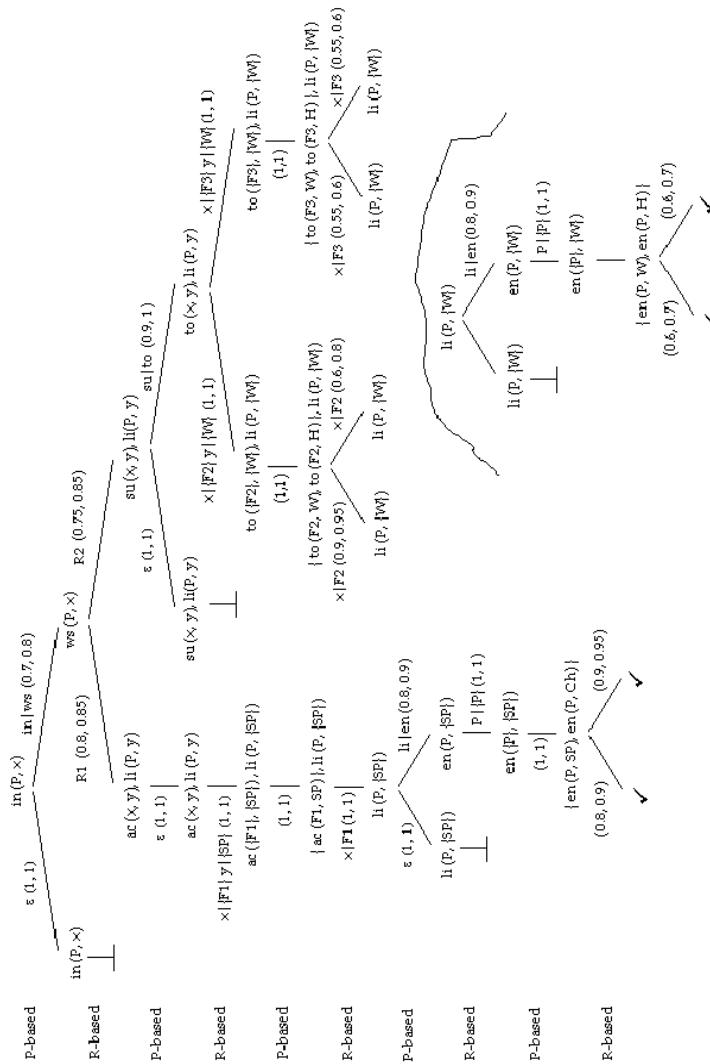 P-based in (P, x)
ε (1, 1) in | ws (0.7, 0.8)
R-based in (P, x) ws (P, x)
R1 (0.8, 0.85) R2 (0.75, 0.85)
P-based ac (x, y), li (P, y) su (x, y), li(P, y)
ε (1, 1) ε (1, 1) su | to (0.9, 1)
R-based ac (x, y), li (P, y) su (x, y), li(P, y) to (x, y), li (P, y)
x | {F1} y | {SP} (1, 1) x | {F2} y | {W} (1, 1) x | {F3} y | {W} (1, 1)
P-based ac ({F1}, {SP}), li (P, {SP}) to ({F2}, {W}), li (P, {W}) to ({F3}, {W}), li (P, {W})
(1, 1) (1,1) (1,1)
R-based { ac (F1, SP) }, li (P, {SP}) { to (F2, W), to (F2, H) }, li (P, {W}) { to (F3, W), to (F3, H) }, li (P, {W})
x | F1 (1, 1) x | F2 (0.9, 0.95) x | F2 (0.6, 0.8) x | F3 (0.55, 0.6) x | F3 (0.55, 0.6)
P-based li (P, {SP}) li (P, {W}) li (P, {W}) li (P, {W}) li (P, {W})
ε (1, 1) li | en (0.8, 0.9)
R-based li (P, {SP}) en (P, {SP})
P | {P} (1, 1)
P-based en ({P}, {SP})
(1, 1)
R-based { en (P, SP), en (P, Ch) }
(0.8, 0.9) (0.9, 0.95)
li (P, {W})
li | en (0.8, 0.9)
li (P, {W}) en (P, {W})
P | {P} (1, 1)
en ({P}, {W})
{ en (P, W), en (P, H) }
(0.6, 0.7) (0.6, 0.7)